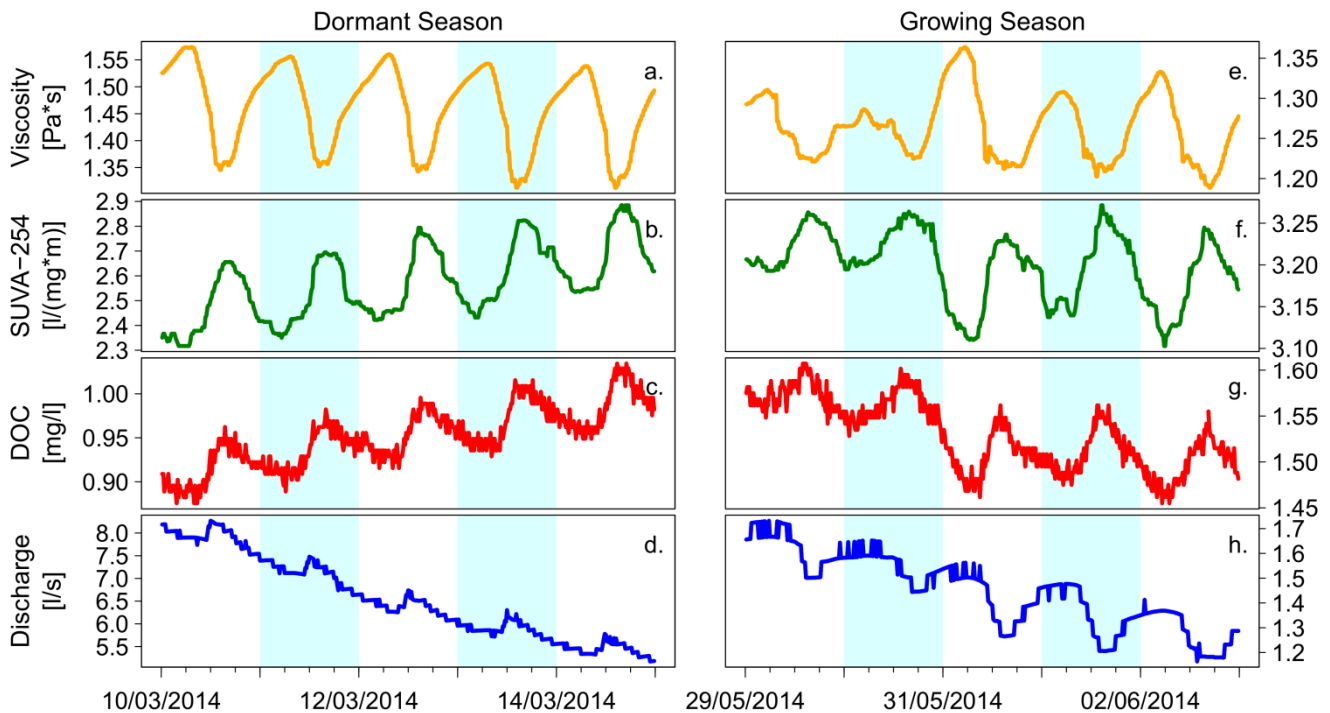 Dormant Season
Growing Season
Viscosity
[Pa*s]
1.55
1.50
1.45
1.40
1.35
a.
e.
1.35
1.30
1.25
1.20
SUVA−254
[l/(mg*m)]
2.9
2.8
2.7
2.6
2.5
2.4
2.3
b.
f.
3.25
3.20
3.15
3.10
DOC
[mg/l]
1.00
0.95
0.90
c.
g.
1.60
1.55
1.50
1.45
Discharge
[l/s]
8.0
7.5
7.0
6.5
6.0
5.5
d.
h.
1.7
1.6
1.5
1.4
1.3
1.2
10/03/2014
12/03/2014
14/03/2014
29/05/2014
31/05/2014
02/06/2014